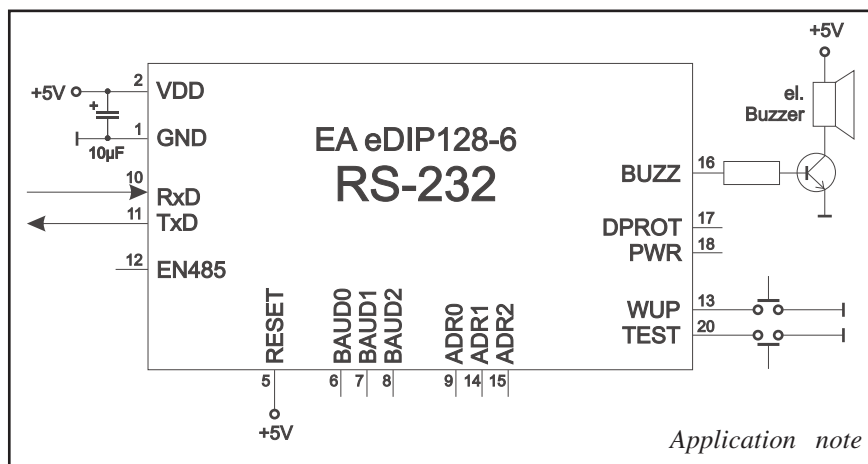 +5V
el.
Buzzer
2
VDD
+5V
+
1
GND
10µF
EA eDIP128-6
RS-232
10
RxD
11
TxD
12
EN485
BUZZ
16
DPROT
17
PWR
18
WUP
13
TEST
20
RESET
BAUD0
BAUD1
BAUD2
ADR0
ADR1
ADR2
5
6
7
8
9
14
15
+5V
Application note